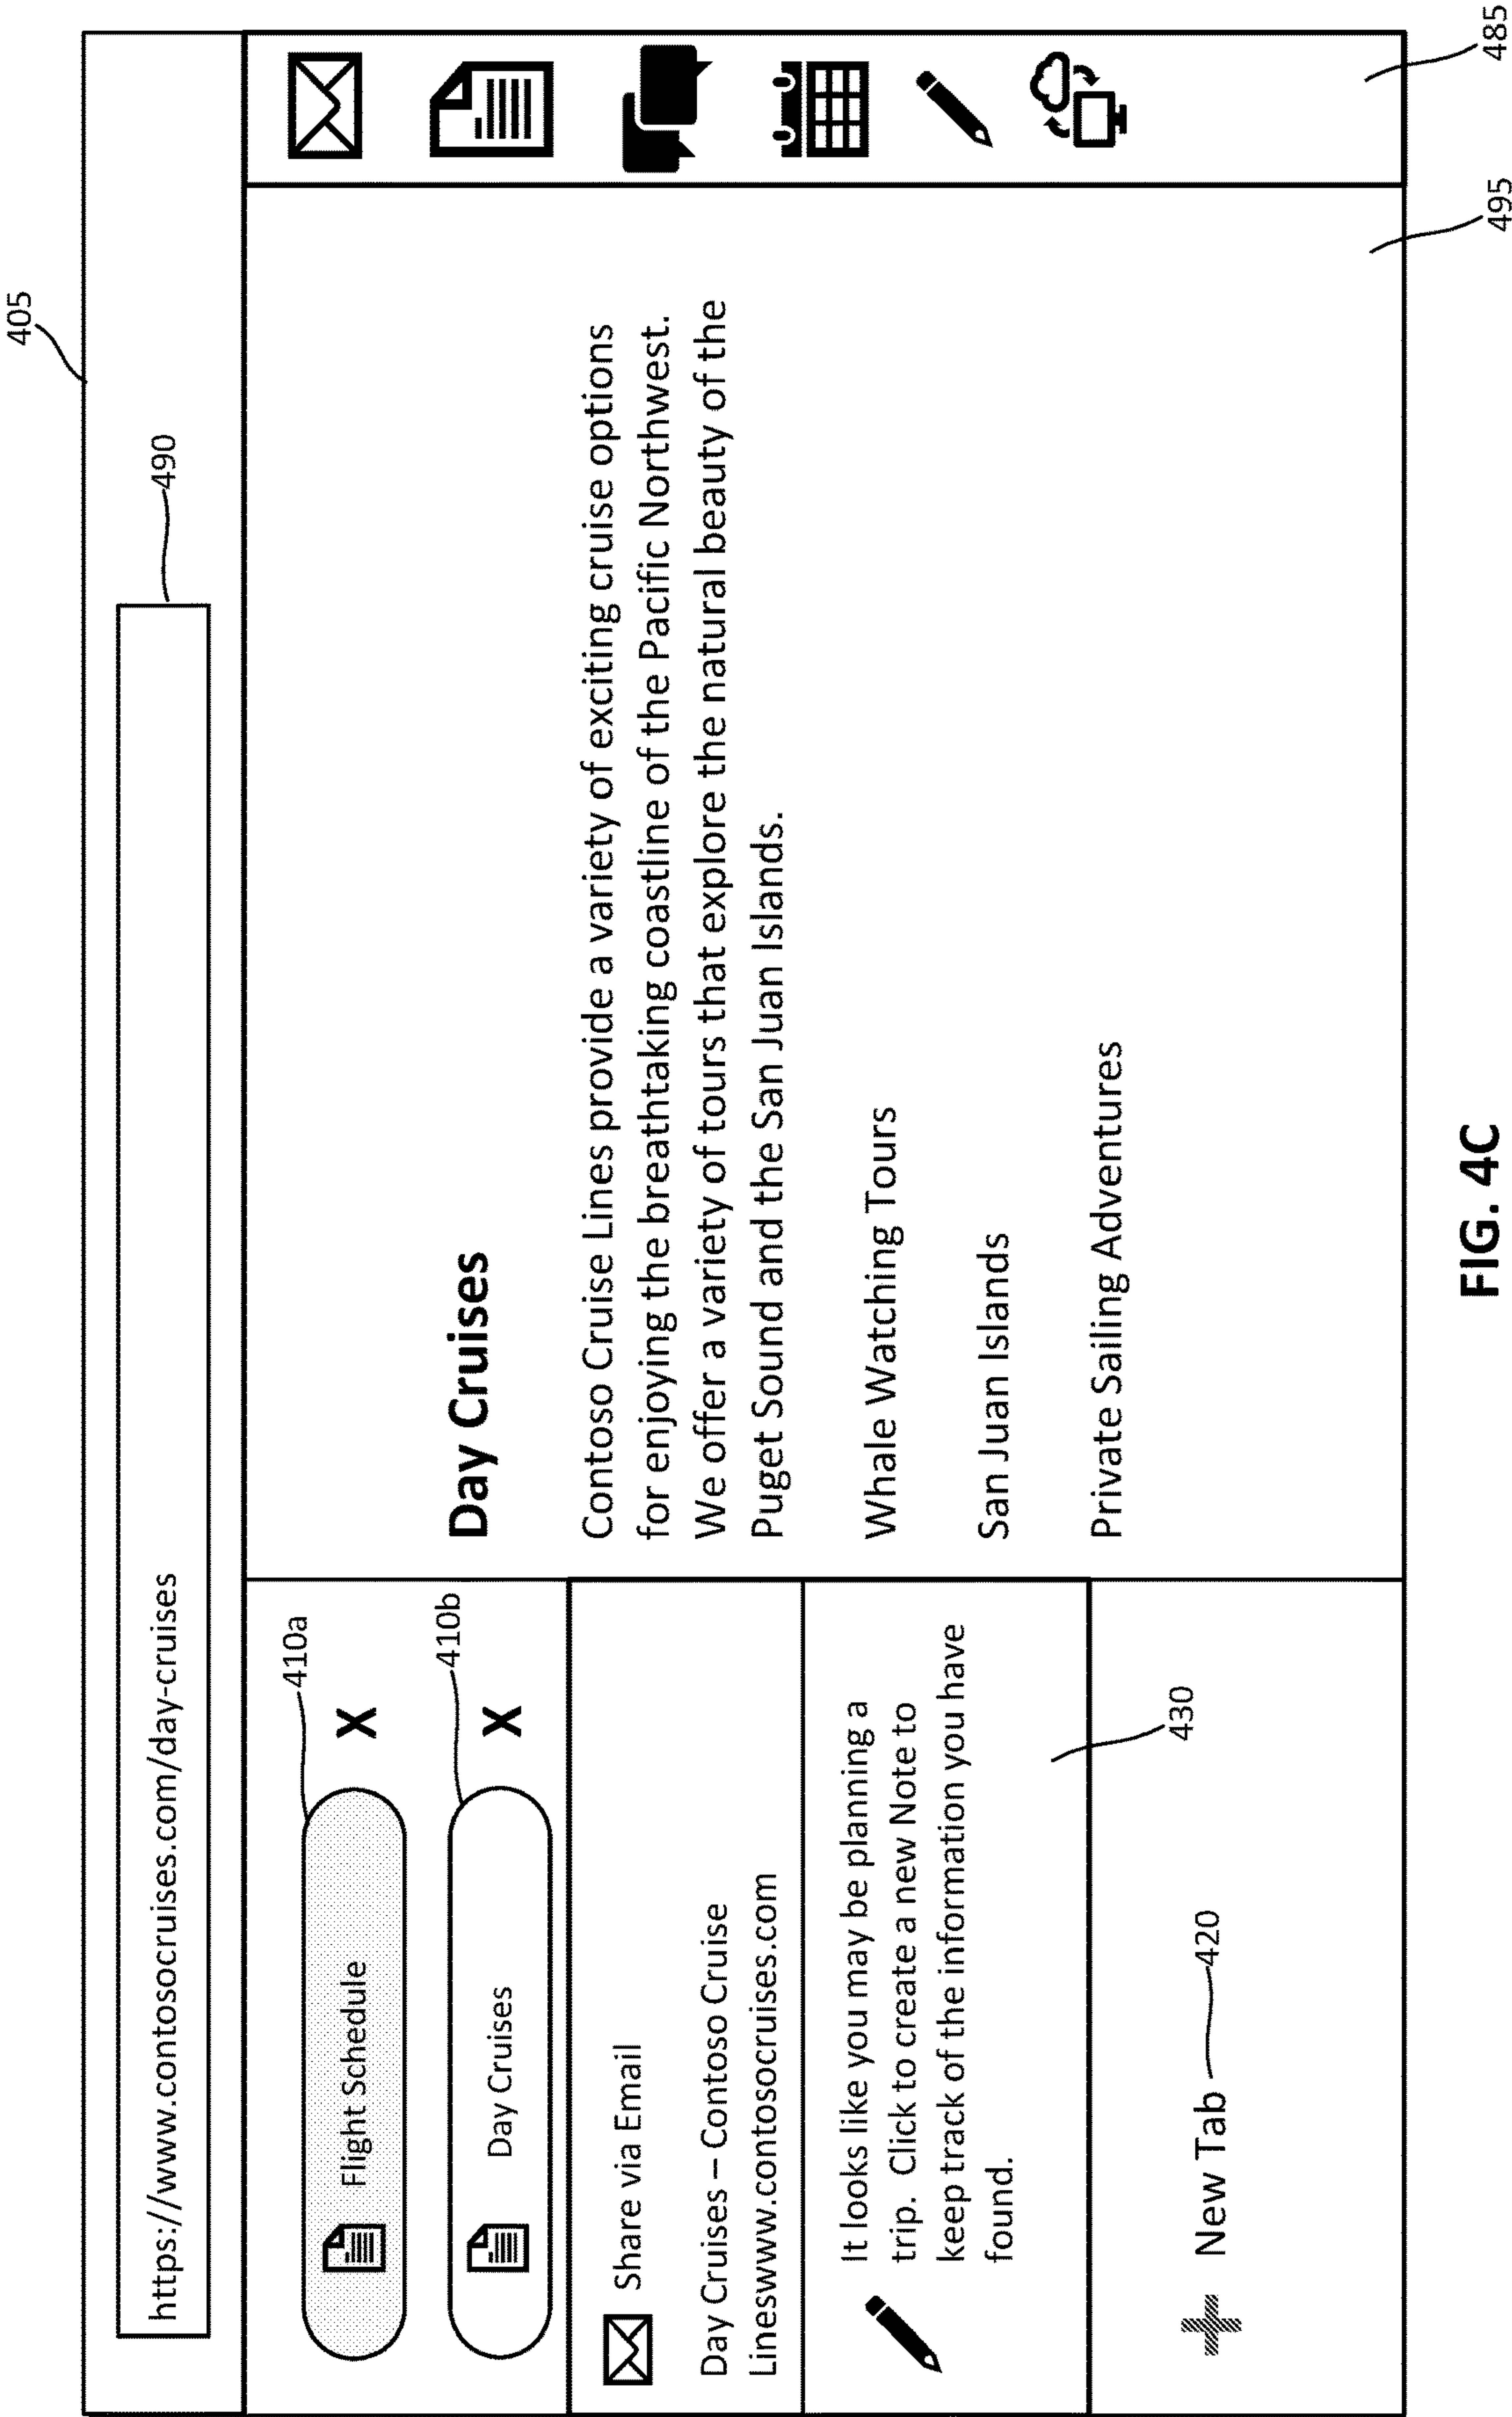 405
https://www.contosocruises.com/day-cruises
490
410a
Flight Schedule
X
410b
Day Cruises
X
Share via Email
Day Cruises – Contoso Cruise
Lineswww.contosocruises.com
It looks like you may be planning a
trip. Click to create a new Note to
keep track of the information you have
found.
430
New Tab
420
Day Cruises
Contoso Cruise Lines provide a variety of exciting cruise options
for enjoying the breathtaking coastline of the Pacific Northwest.
We offer a variety of tours that explore the natural beauty of the
Puget Sound and the San Juan Islands.
Whale Watching Tours
San Juan Islands
Private Sailing Adventures
495
485
FIG. 4C